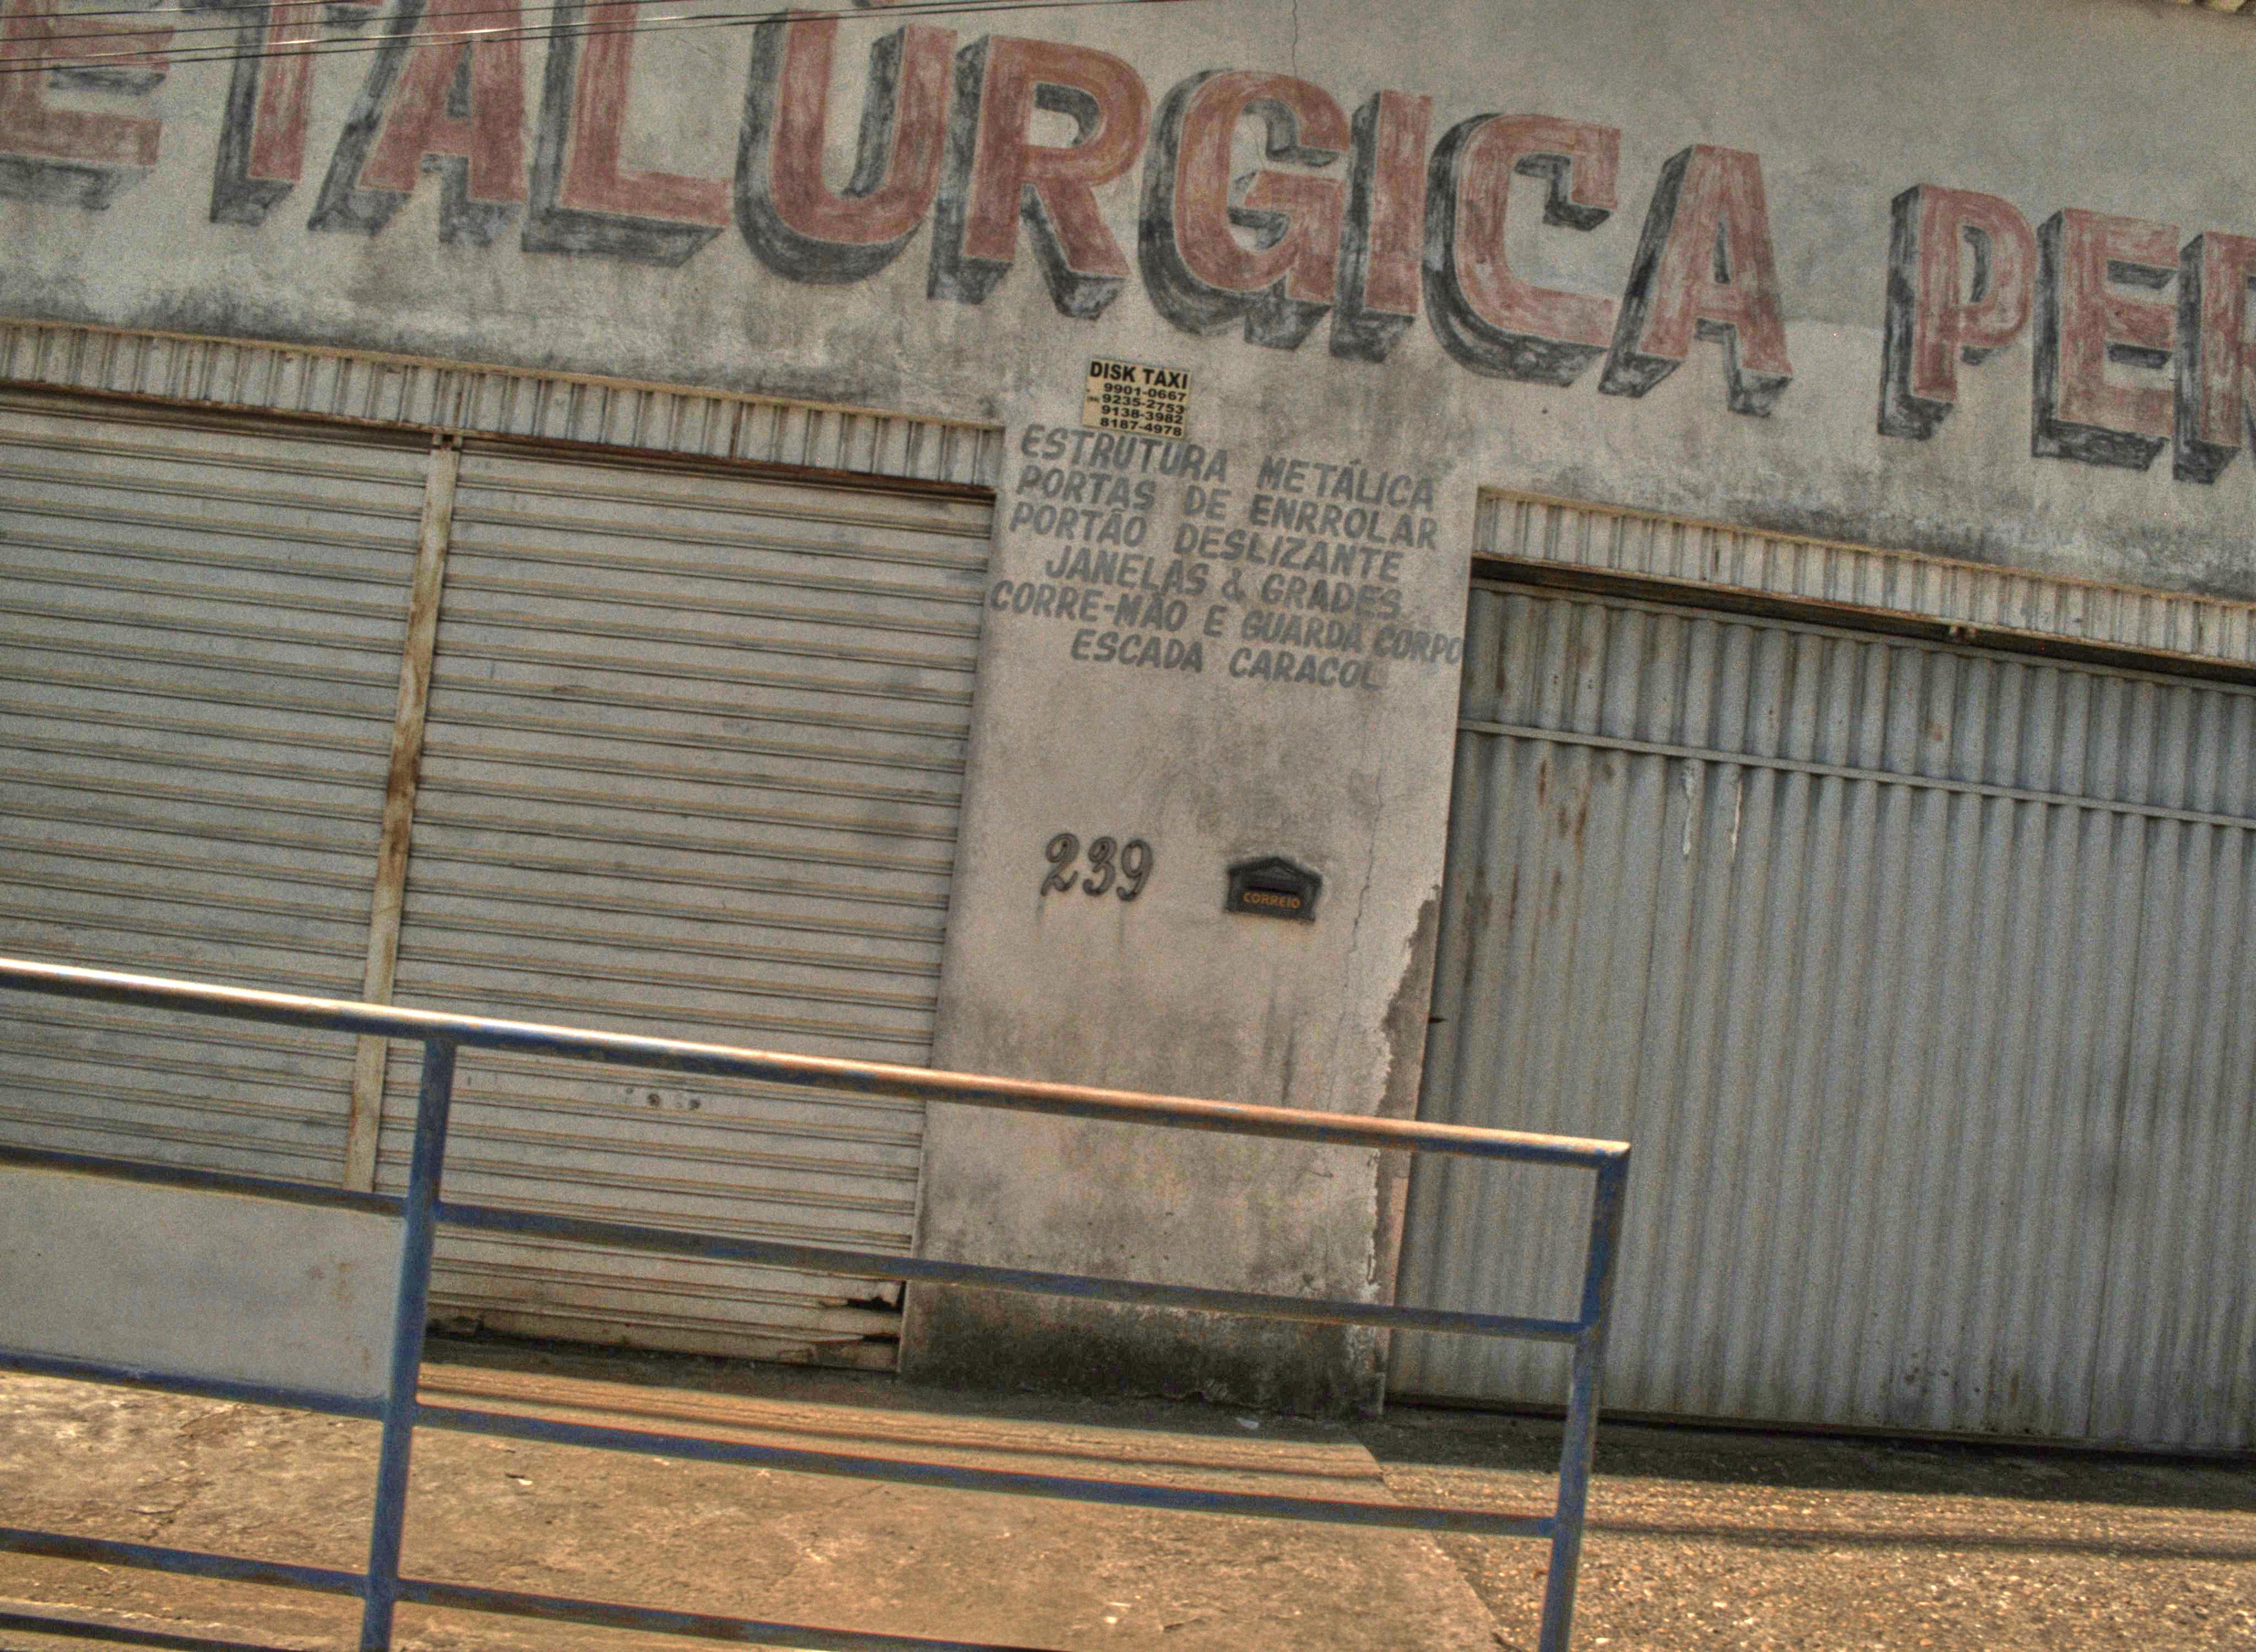 ETALÚRGICA PER
DISK TAXI
9901-0667
9235-2753
9138-3982
8187-4978
ESTRUTURA METÁLICA
PORTAS DE ENRROLAR
PORTÃO DESLIZANTE
JANELAS & GRADES
CORRE-MÃO E GUARDA CORPO
ESCADA CARACOL
239
CORREIO